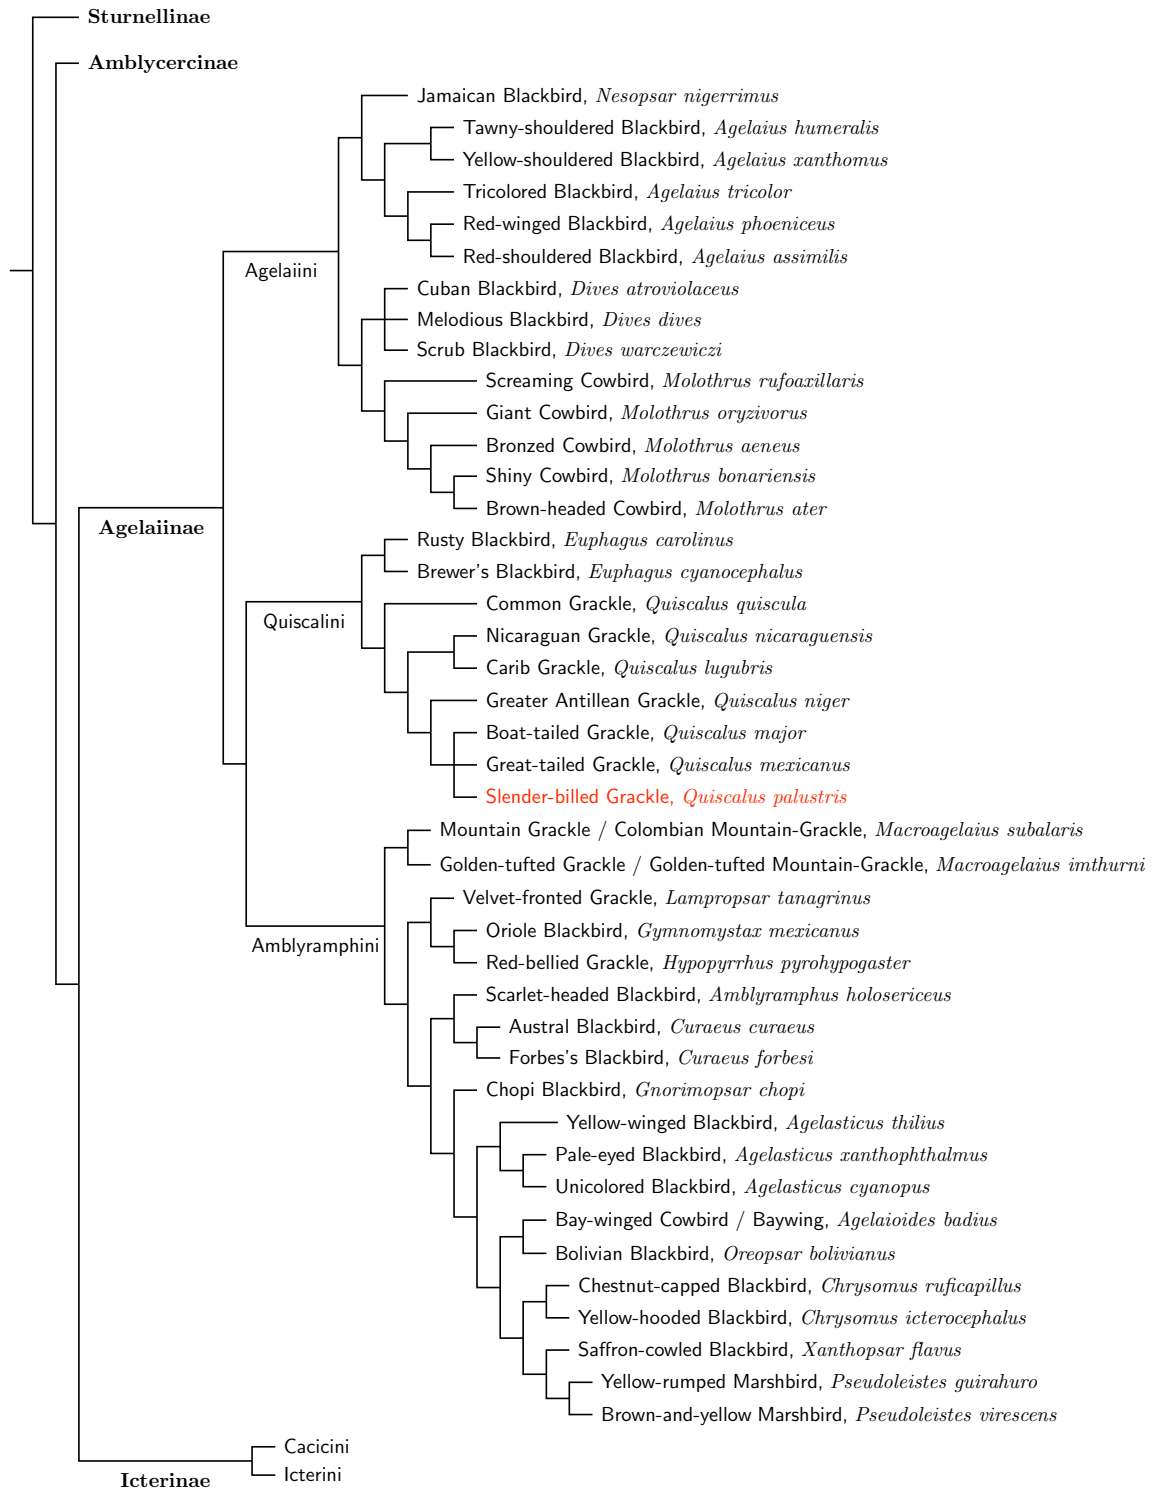 Sturnellinae
Amblycercinae
Jamaican Blackbird, Nesopsar nigerrimus
Tawny-shouldered Blackbird, Agelaius humeralis
Yellow-shouldered Blackbird, Agelaius xanthomus
Tricolored Blackbird, Agelaius tricolor
Red-winged Blackbird, Agelaius phoeniceus
Red-shouldered Blackbird, Agelaius assimilis
Agelaiini
Cuban Blackbird, Dives atroviolaceus
Melodious Blackbird, Dives dives
Scrub Blackbird, Dives warczewiczi
Screaming Cowbird, Molothrus rufoaxillaris
Giant Cowbird, Molothrus oryzivorus
Bronzed Cowbird, Molothrus aeneus
Shiny Cowbird, Molothrus bonariensis
Brown-headed Cowbird, Molothrus ater
Agelaiinae
Rusty Blackbird, Euphagus carolinus
Brewer's Blackbird, Euphagus cyanocephalus
Common Grackle, Quiscalus quiscula
Quiscalini
Nicaraguan Grackle, Quiscalus nicaraguensis
Carib Grackle, Quiscalus lugubris
Greater Antillean Grackle, Quiscalus niger
Boat-tailed Grackle, Quiscalus major
Great-tailed Grackle, Quiscalus mexicanus
Slender-billed Grackle, Quiscalus palustris
Mountain Grackle / Colombian Mountain-Grackle, Macroagelaius subalaris
Golden-tufted Grackle / Golden-tufted Mountain-Grackle, Macroagelaius imthurni
Velvet-fronted Grackle, Lampropsar tanagrinus
Oriole Blackbird, Gymnomystax mexicanus
Amblyramphini
Red-bellied Grackle, Hypopyrrhus pyrohypogaster
Scarlet-headed Blackbird, Amblyramphus holosericeus
Austral Blackbird, Curaeus curaeus
Forbes's Blackbird, Curaeus forbesi
Chopi Blackbird, Gnorimopsar chopi
Yellow-winged Blackbird, Agelasticus thilius
Pale-eyed Blackbird, Agelasticus xanthophthalmus
Unicolored Blackbird, Agelasticus cyanopus
Bay-winged Cowbird / Baywing, Agelaioides badius
Bolivian Blackbird, Oreopsar bolivianus
Chestnut-capped Blackbird, Chrysomus ruficapillus
Yellow-hooded Blackbird, Chrysomus icterocephalus
Saffron-cowled Blackbird, Xanthopsar flavus
Yellow-rumped Marshbird, Pseudoleistes guirahuro
Brown-and-yellow Marshbird, Pseudoleistes virescens
Cacicini
Icterini
Icterinae